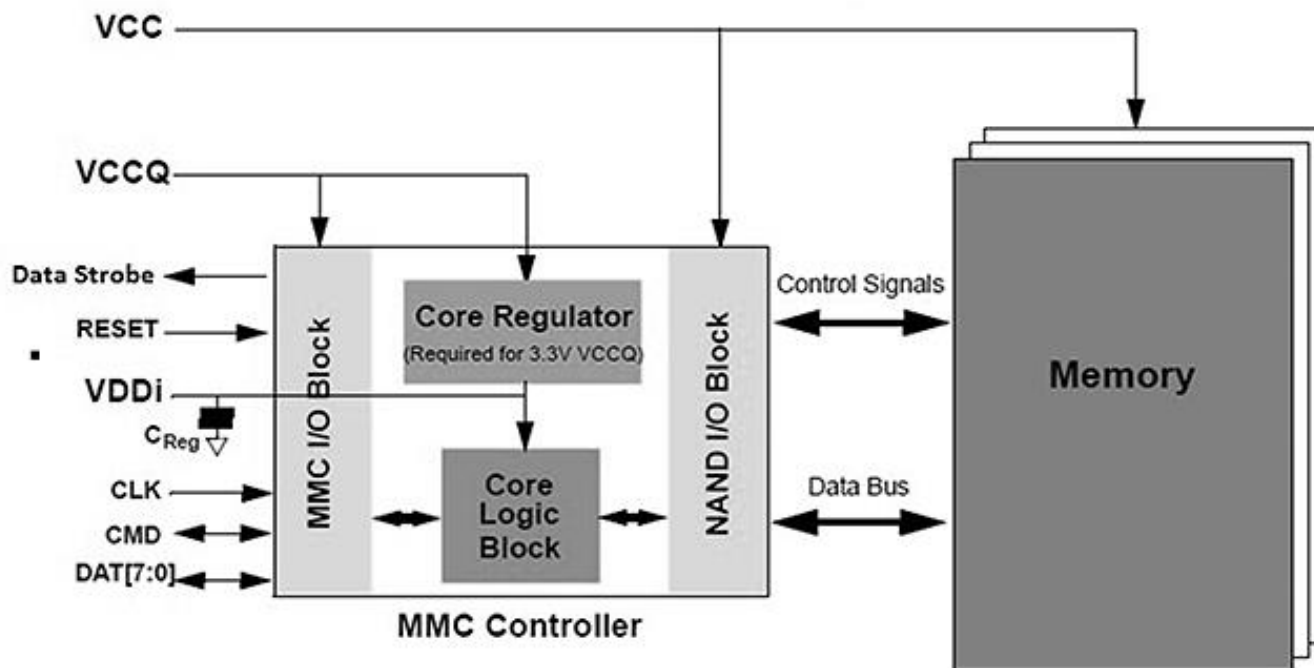 VCC
VCCQ
Data Strobe
RESET
VDDi
CReg
CLK
CMD
DAT[7:0]
MMC I/O Block
Core Regulator
(Required for 3.3V VCCQ)
Core
Logic
Block
NAND I/O Block
MMC Controller
Control Signals
Data Bus
Memory